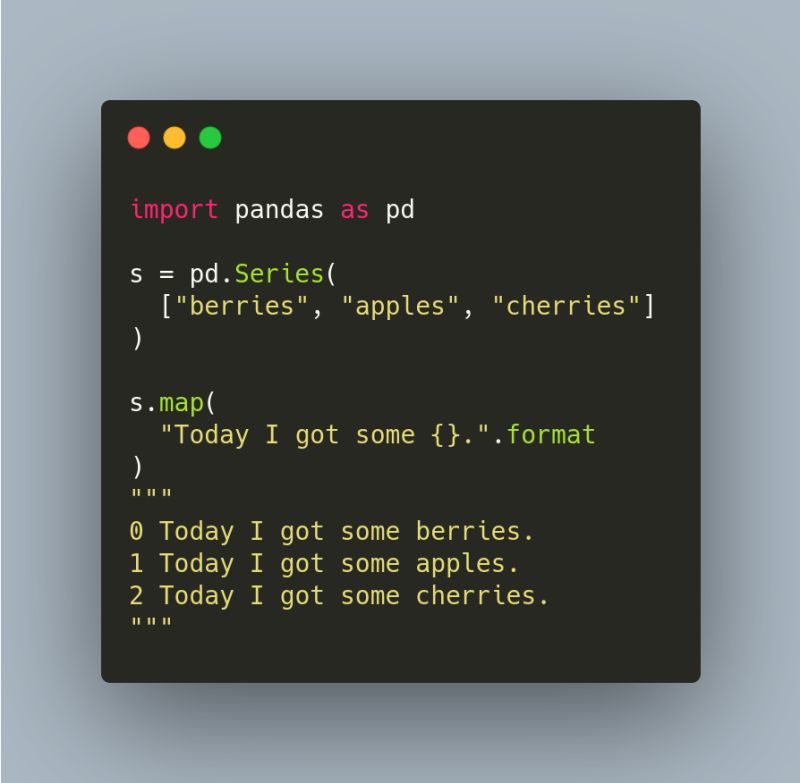 import pandas as pd
s = pd.Series(
  ["berries", "apples", "cherries"]
)
s.map(
  "Today I got some {}.".format
)
"""
0 Today I got some berries.
1 Today I got some apples.
2 Today I got some cherries.
"""